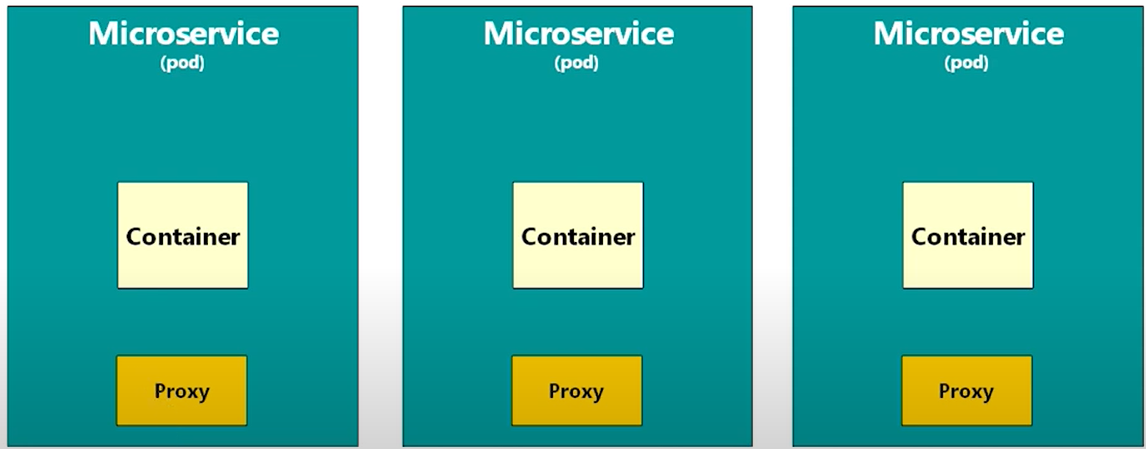 Microservice
(pod)
Container
Proxy
Microservice
(pod)
Container
Proxy
Microservice
(pod)
Container
Proxy